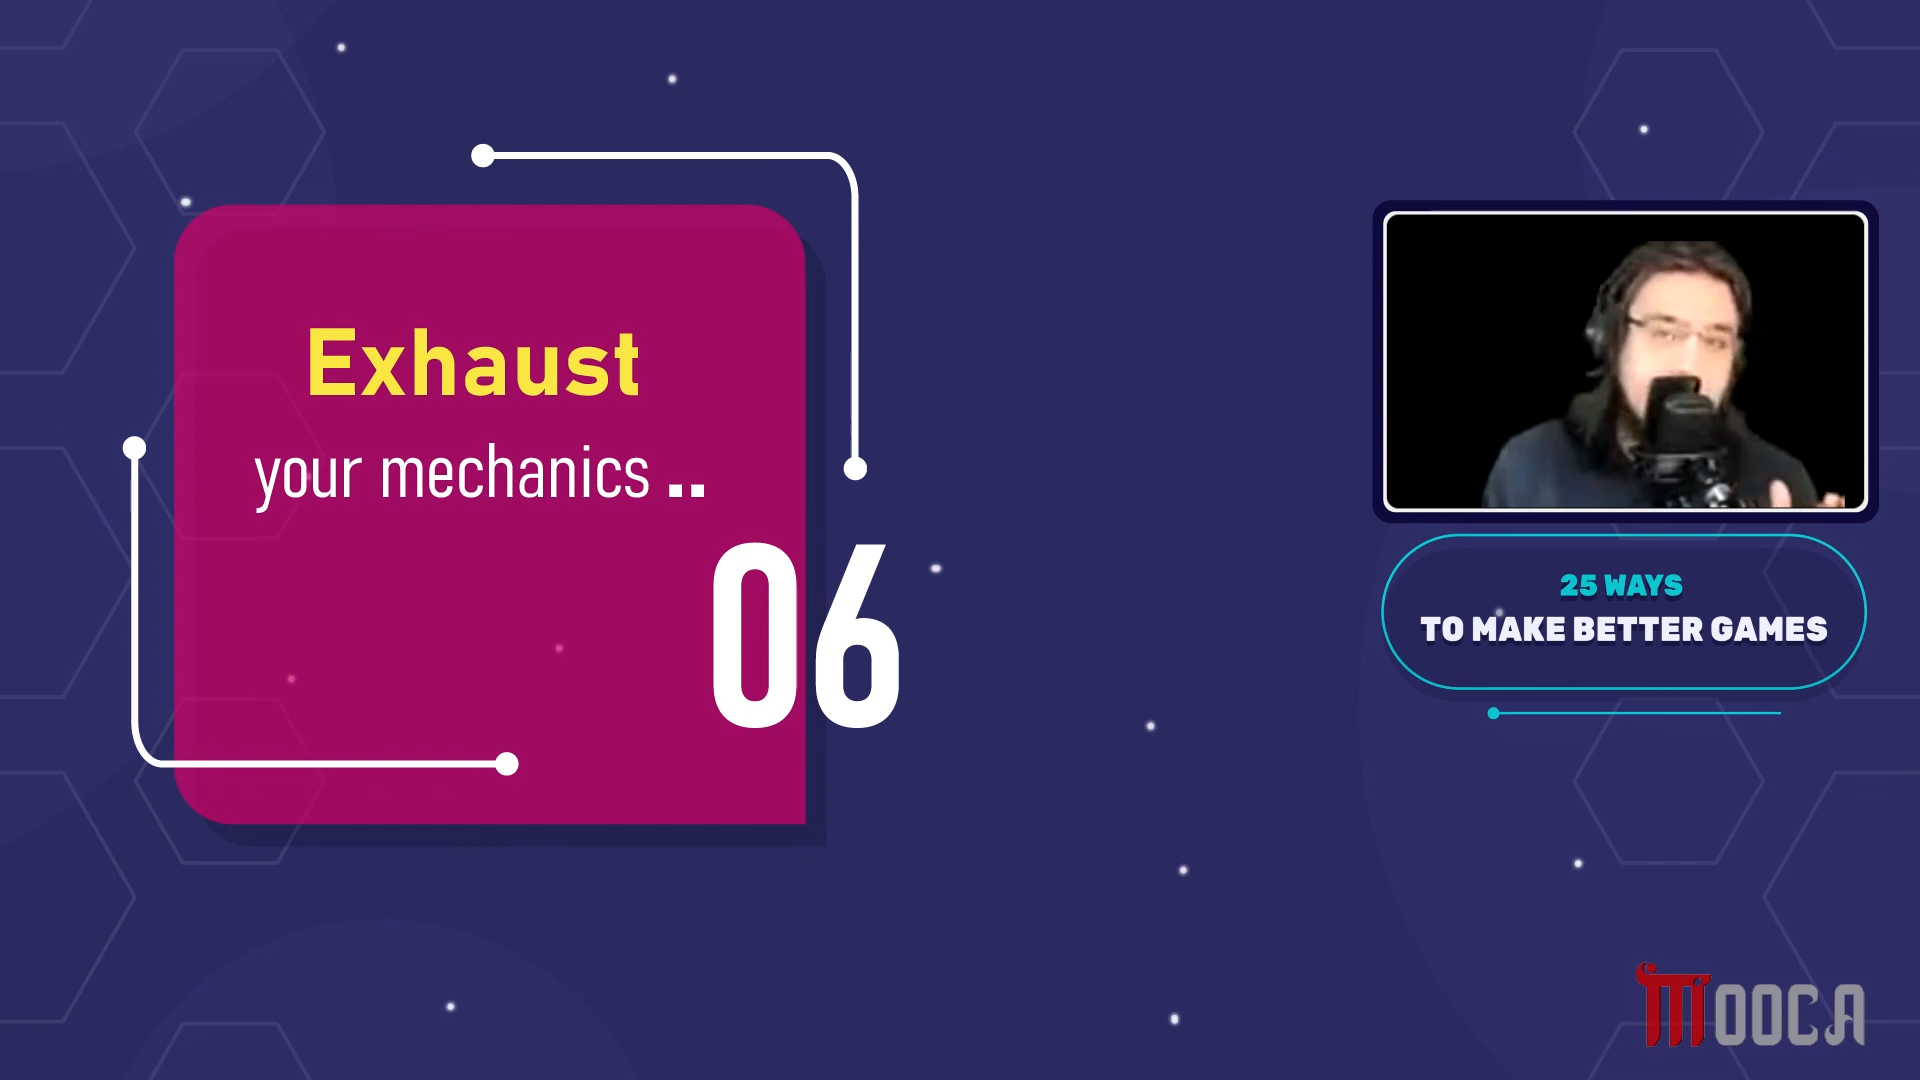 Exhaust
your mechanics ..
06
25 WAYS
TO MAKE BETTER GAMES
MOOCA